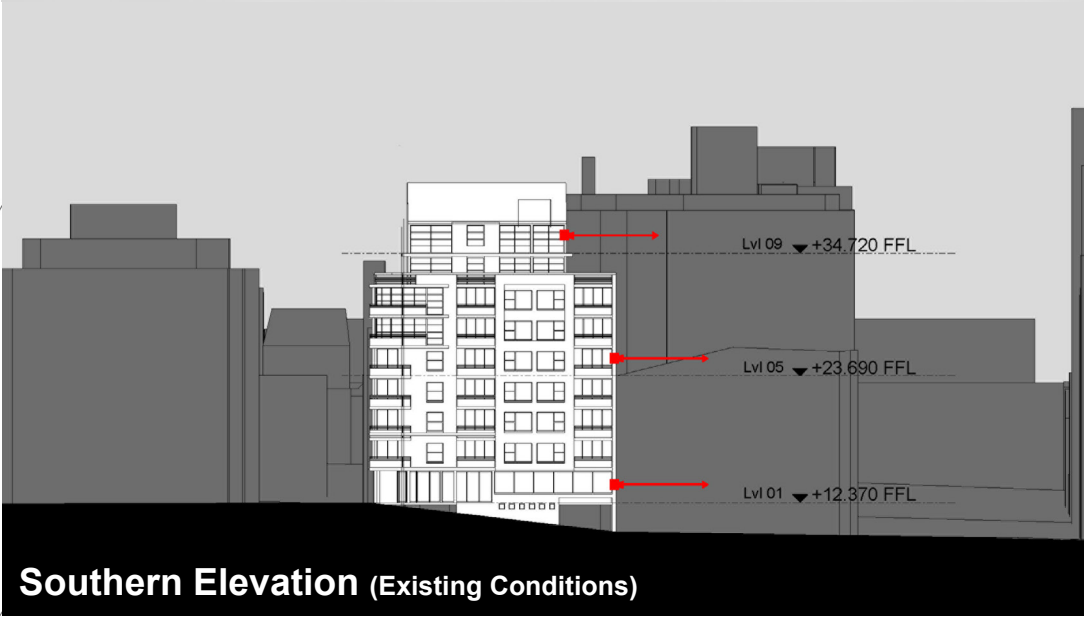 Lvl 09 +34.720 FFL
Lvl 05 +23.690 FFL
Lvl 01 +12.370 FFL
Southern Elevation (Existing Conditions)